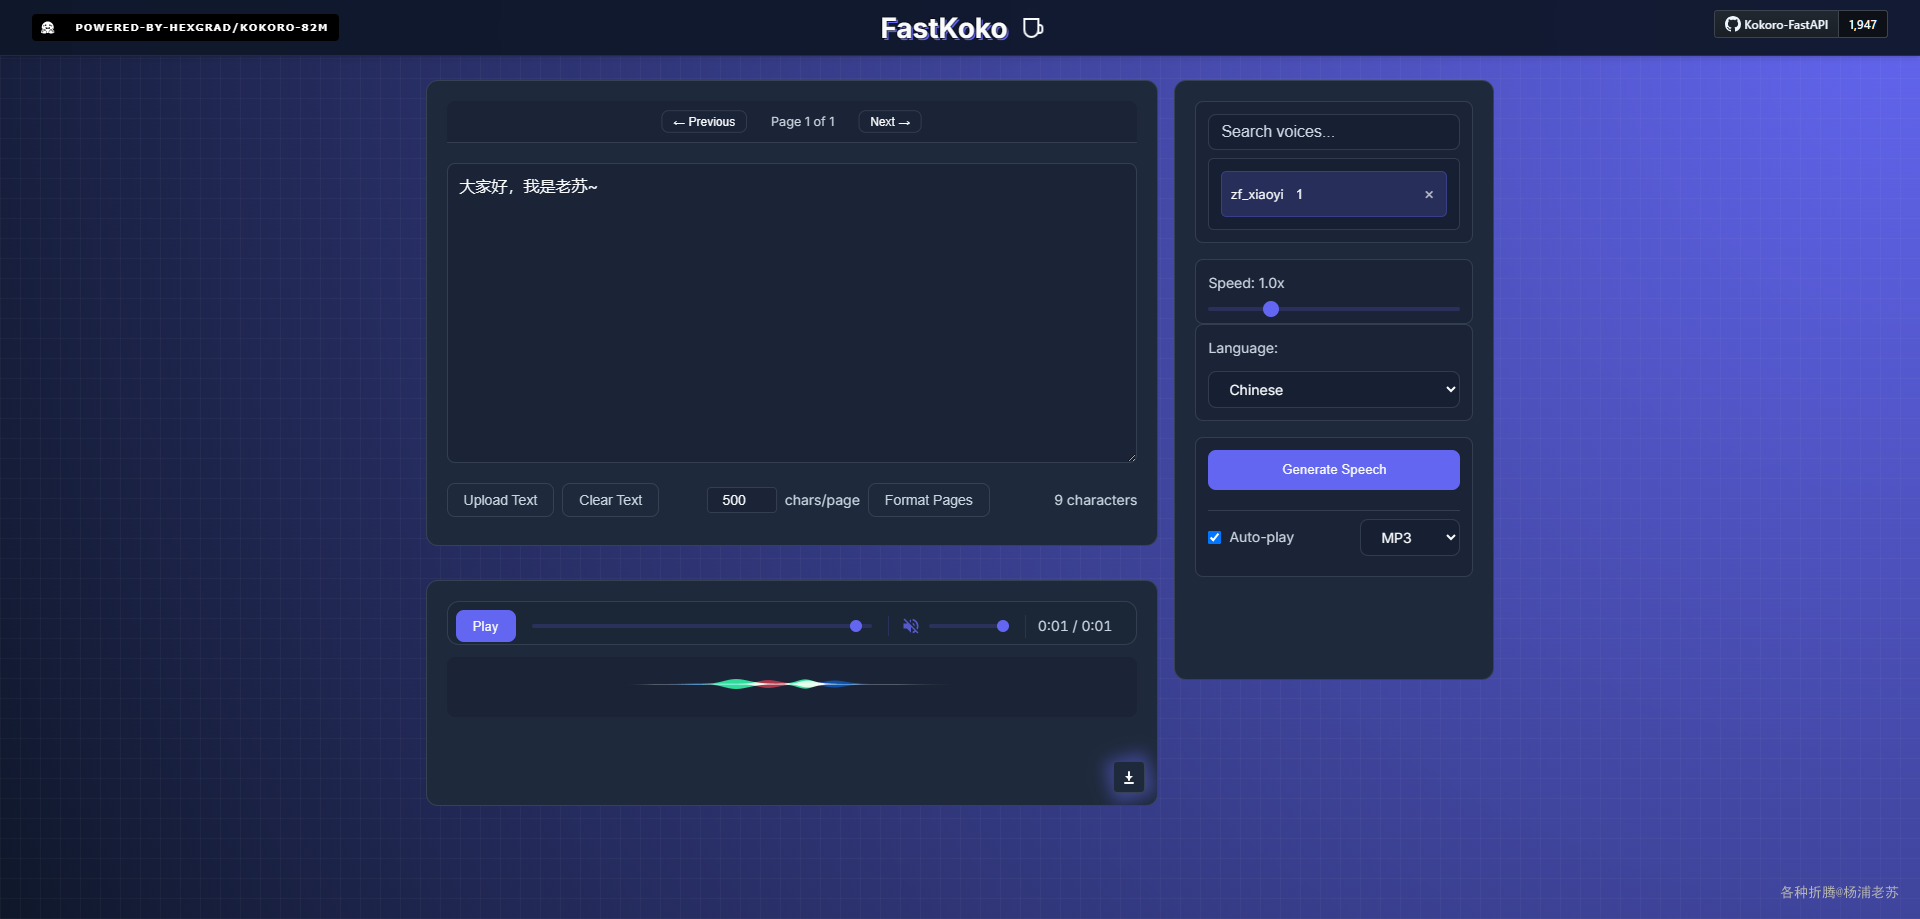 POWERED-BY-HEXGRAD/KOKORO-82M
FastKoko
Kokoro-FastAPI 1,947
← Previous Page 1 of 1 Next →
大家好，我是老苏~
Upload Text Clear Text 500 chars/page Format Pages 9 characters
Play 0:01 / 0:01
Search voices...
zf_xiaoyi 1 ×
Speed: 1.0x
Language:
Chinese
Generate Speech
Auto-play MP3
各种折腾@杨浦老苏